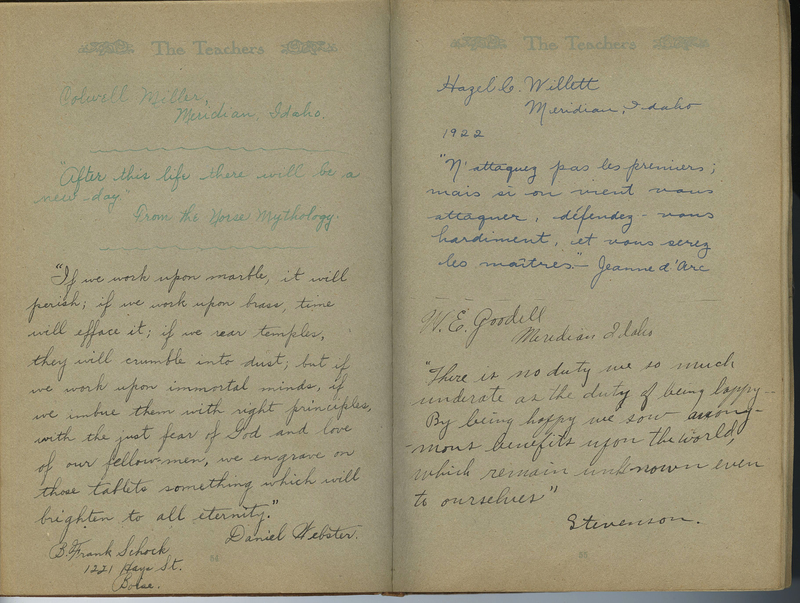 The Teachers
Colwell Miller,
Meridian, Idaho.
"After this life there will be a
new day."
From the Norse Mythology.
"If we work upon marble, it will
perish; if we work upon brass, time
will efface it; if we rear temples,
they will crumble into dust; but if
we work upon immortal minds, if
we imbue them with right principles,
with the just fear of God and love
of our fellow-men, we engrave on
those tablets something which will
brighten to all eternity."
Daniel Webster.
B. Frank Schock
1221 Hays St.
Boise.
The Teachers
Hazel C. Willett
Meridian, Idaho
1922
"N'attaquez pas les premiers;
mais si on vient vous
attaquer, défendez-vous
hardiment, et vous serez
les maîtres." – Jeanne d'Arc
W. E. Goodell
Meridian Idaho
"There is no duty we so much
underate as the duty of being happy –
By being happy we sow anony-
-mous benefits upon the world,
which remain unknown even
to ourselves"
Stevenson.